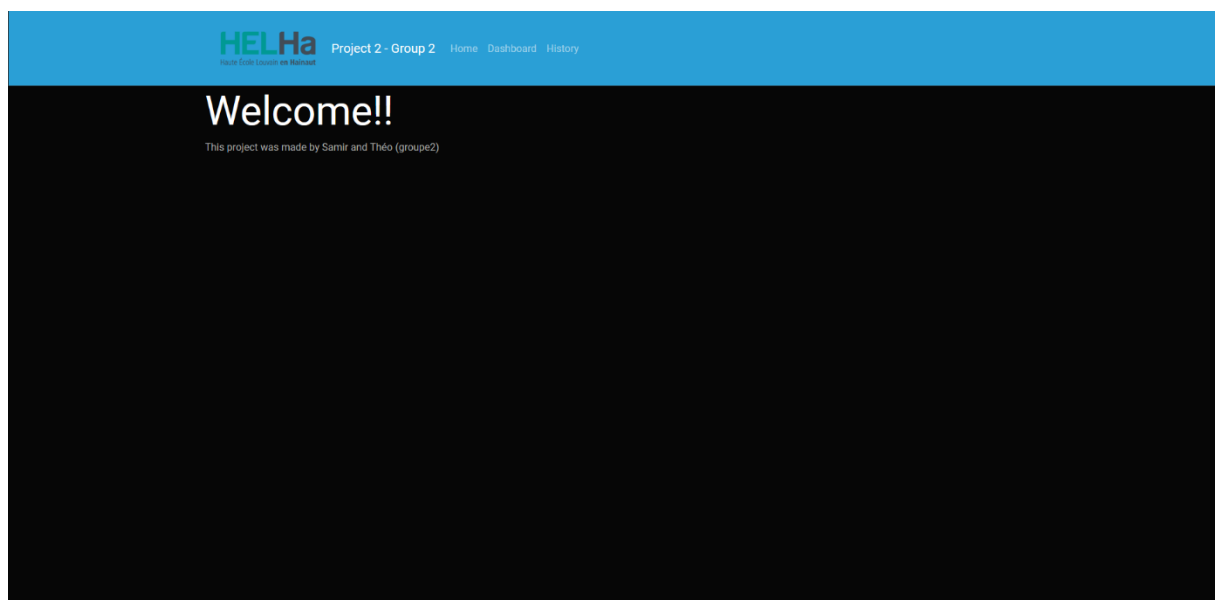 HELHa
Haute École Louvain en Hainaut
Project 2 - Group 2 Home Dashboard History
Welcome!!
This project was made by Samir and Théo (groupe2)